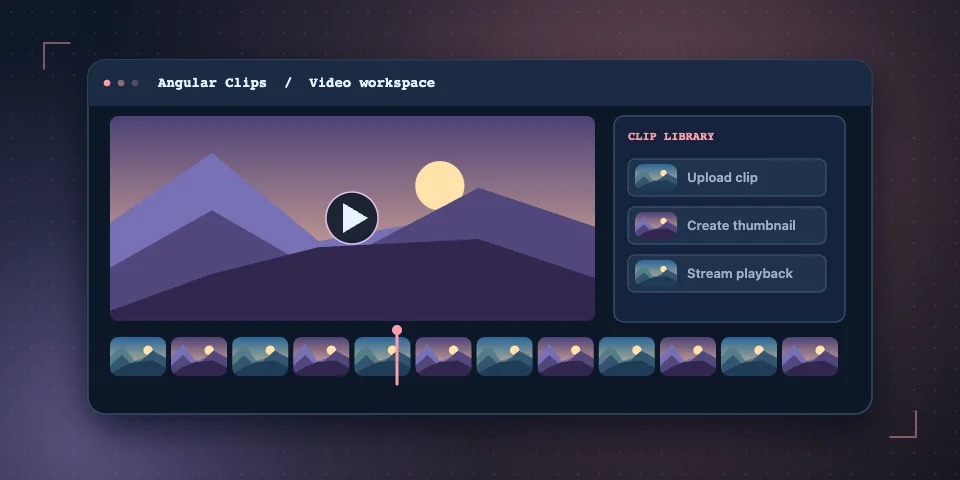 Angular Clips / Video workspace
CLIP LIBRARY
Upload clip
Create thumbnail
Stream playback